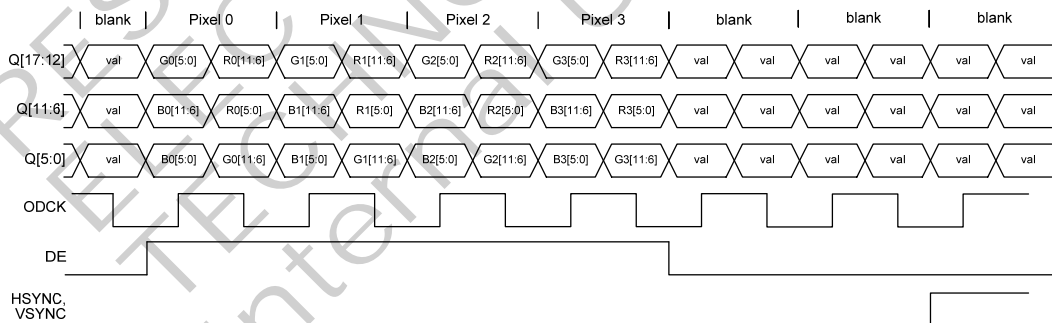 blank | Pixel 0 | Pixel 1 | Pixel 2 | Pixel 3 | blank | blank | blank
Q[17:12] val G0[5:0] R0[11:6] G1[5:0] R1[11:6] G2[5:0] R2[11:6] G3[5:0] R3[11:6] val val val val val val
Q[11:6] val B0[11:6] R0[5:0] B1[11:6] R1[5:0] B2[11:6] R2[5:0] B3[11:6] R3[5:0] val val val val val val
Q[5:0] val B0[5:0] G0[11:6] B1[5:0] G1[11:6] B2[5:0] G2[11:6] B3[5:0] G3[11:6] val val val val val val
ODCK
DE
HSYNC,
VSYNC